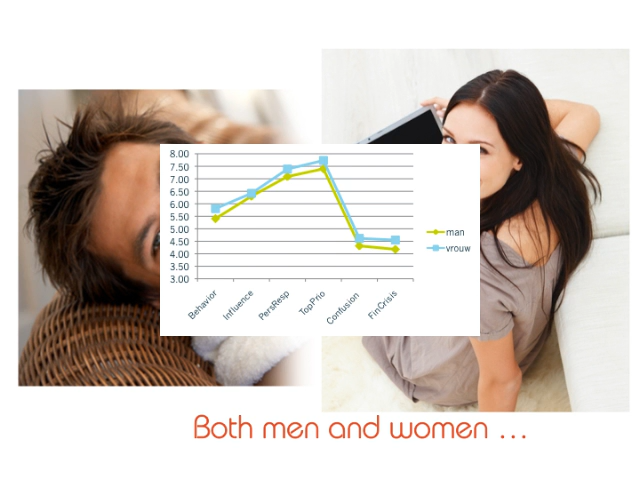 8.00
7.50
7.00
6.50
6.00
5.50
5.00
4.50
4.00
3.50
3.00
man
vrouw
Behavior
Influence
PersResp
TopPrio
Confusion
FinCrisis
Both men and women ...